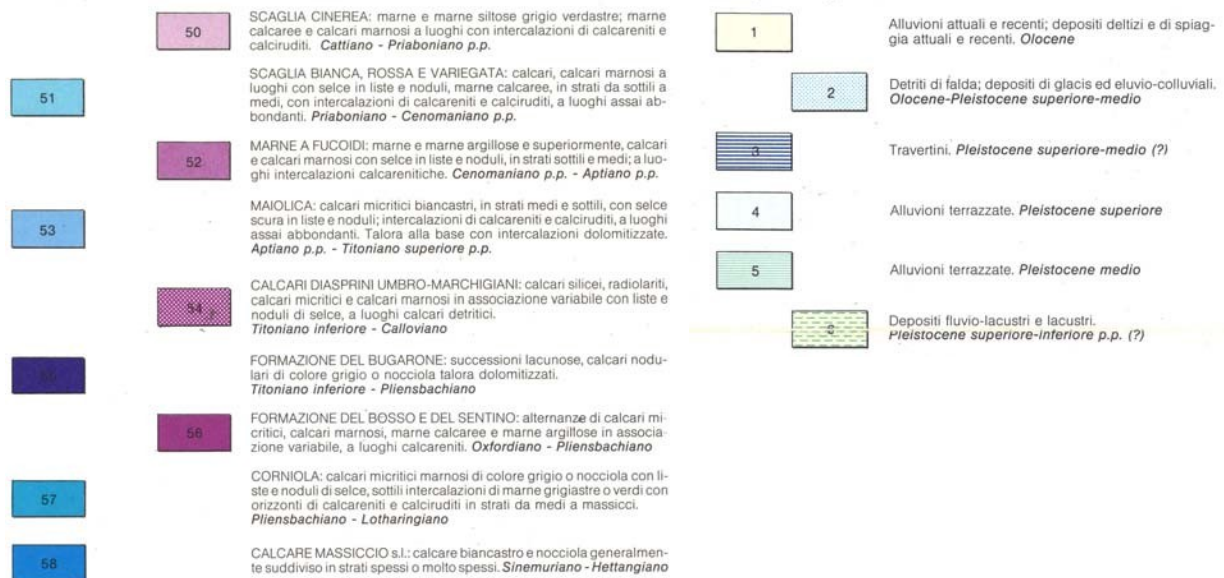 50
SCAGLIA CINEREA: marne e marne siltose grigio verdastre; marne
calcaree e calcari marnosi a luoghi con intercalazioni di calcareniti e
calciruditi. Cattiano - Priaboniano p.p.
51
SCAGLIA BIANCA, ROSSA E VARIEGATA: calcari, calcari marnosi a
luoghi con selce in liste e noduli, marne calcaree, in strati da sottili a
medi, con intercalazioni di calcareniti e calciruditi, a luoghi assai ab-
bondanti. Priaboniano - Cenomaniano p.p.
52
MARNE A FUCOIDI: marne e marne argillose e superiormente, calcari
e calcari marnosi con selce in liste e noduli, in strati sottili e medi; a luo-
ghi intercalazioni calcarenitiche. Cenomaniano p.p. - Aptiano p.p.
53
MAIOLICA: calcari micritici biancastri, in strati medi e sottili, con selce
scura in liste e noduli; intercalazioni di calcareniti e calciruditi, a luoghi
assai abbondanti. Talora alla base con intercalazioni dolomitizzate.
Aptiano p.p. - Titoniano superiore p.p.
54
CALCARI DIASPRINI UMBRO-MARCHIGIANI: calcari silicei, radiolariti,
calcari micritici e calcari marnosi in associazione variabile con liste e
noduli di selce, a luoghi calcari detritici.
Titoniano inferiore - Calloviano
FORMAZIONE DEL BUGARONE: successioni lacunose, calcari nodu-
lari di colore grigio o nocciola talora dolomitizzati.
Titoniano inferiore - Pliensbachiano
56
FORMAZIONE DEL BOSSO E DEL SENTINO: alternanze di calcari mi-
critici, calcari marnosi, marne calcaree e marne argillose in associa-
zione variabile, a luoghi calcareniti. Oxfordiano - Pliensbachiano
57
CORNIOLA: calcari micritici marnosi di colore grigio o nocciola con li-
ste e noduli di selce, sottili intercalazioni di marne grigiastre o verdi con
orizzonti di calcareniti e calciruditi in strati da medi a massicci.
Pliensbachiano - Lotharingiano
58
CALCARE MASSICCIO s.l.: calcare biancastro e nocciola generalmen-
te suddiviso in strati spessi o molto spessi. Sinemuriano - Hettangiano
1
Alluvioni attuali e recenti; depositi deltizi e di spiag-
gia attuali e recenti. Olocene
2
Detriti di falda; depositi di glacis ed eluvio-colluviali.
Olocene-Pleistocene superiore-medio
3
Travertini. Pleistocene superiore-medio (?)
4
Alluvioni terrazzate. Pleistocene superiore
5
Alluvioni terrazzate. Pleistocene medio
Depositi fluvio-lacustri e lacustri.
Pleistocene superiore-inferiore p.p. (?)